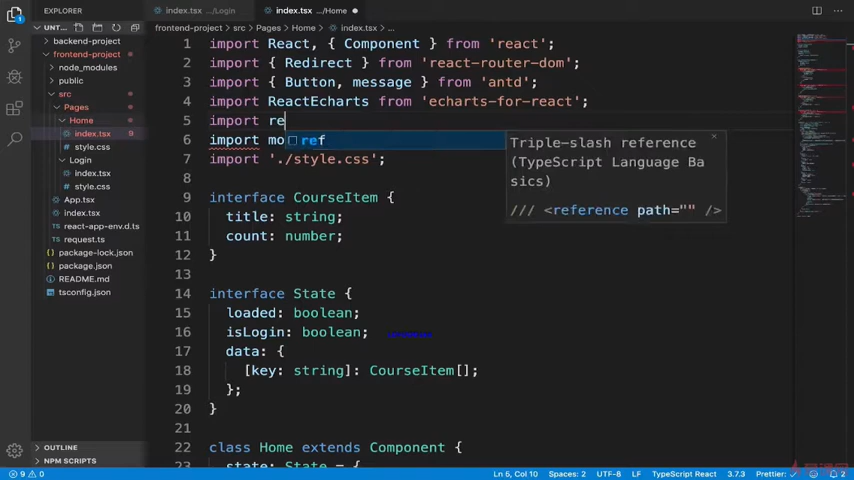 EXPLORER
index.tsx .../Login
index.tsx .../Home
UNT...
frontend-project > src > Pages > Home > index.tsx > ...
backend-project
frontend-project
node_modules
public
src
Pages
Home
index.tsx 9
style.css
Login
index.tsx
style.css
App.tsx
index.tsx
react-app-env.d.ts
request.ts
package-lock.json
package.json
README.md
tsconfig.json
OUTLINE
NPM SCRIPTS
1 import React, { Component } from 'react';
2 import { Redirect } from 'react-router-dom';
3 import { Button, message } from 'antd';
4 import ReactEcharts from 'echarts-for-react';
5 import re
6 import mo
7 import './style.css';
8
9 interface CourseItem {
10 title: string;
11 count: number;
12 }
13
14 interface State {
15 loaded: boolean;
16 isLogin: boolean;
17 data: {
18 [key: string]: CourseItem[];
19 };
20 }
21
22 class Home extends Component {
23 state: State = {
ref
Triple-slash reference
(TypeScript Language Ba
sics)
/// <reference path="" />
9 0
Ln 5, Col 10 Spaces: 2 UTF-8 LF TypeScript React 3.7.3 Prettier: ✓ 2